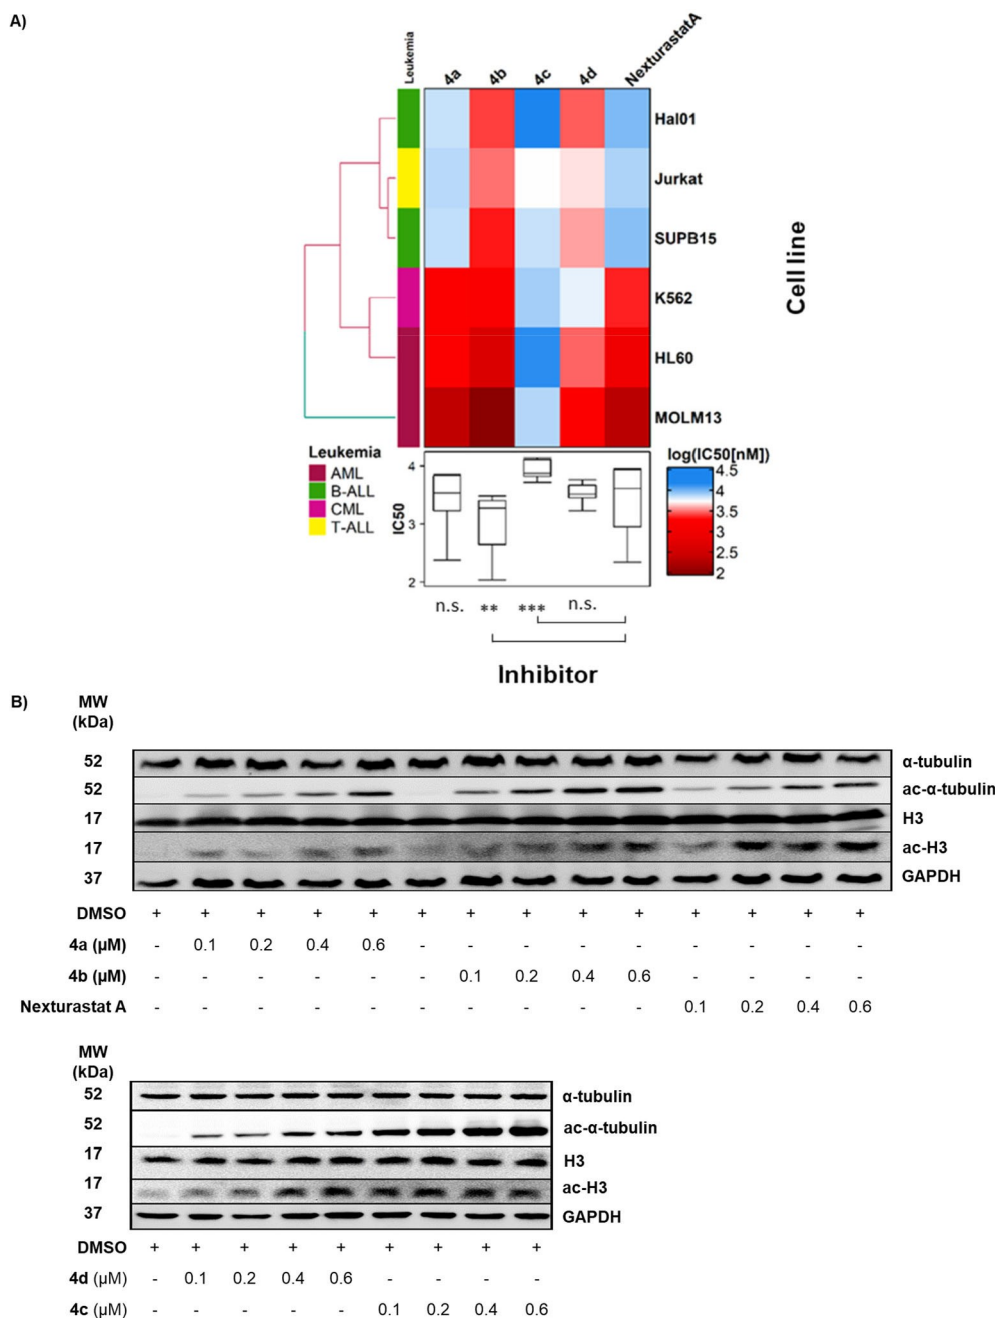 A)
Leukemia
4a 4b 4c 4d NexturastatA
Hal01
Jurkat
SUPB15
K562
HL60
MOLM13
Cell line
Leukemia
AML
B-ALL
CML
T-ALL
IC50
4
3
2
log(IC50[nM])
4.5
4
3.5
3
2.5
2
n.s. ** *** n.s.
Inhibitor
B)
MW
(kDa)
52 α-tubulin
52 ac-α-tubulin
17 H3
17 ac-H3
37 GAPDH
DMSO + + + + + + + + + + + + + +
4a (μM) - 0.1 0.2 0.4 0.6 - - - - - - - - -
4b (μM) - - - - - - 0.1 0.2 0.4 0.6 - - - -
Nexturastat A - - - - - - - - - - 0.1 0.2 0.4 0.6
MW
(kDa)
52 α-tubulin
52 ac-α-tubulin
17 H3
17 ac-H3
37 GAPDH
DMSO + + + + + + + + +
4d (μM) - 0.1 0.2 0.4 0.6 - - - -
4c (μM) - - - - - 0.1 0.2 0.4 0.6